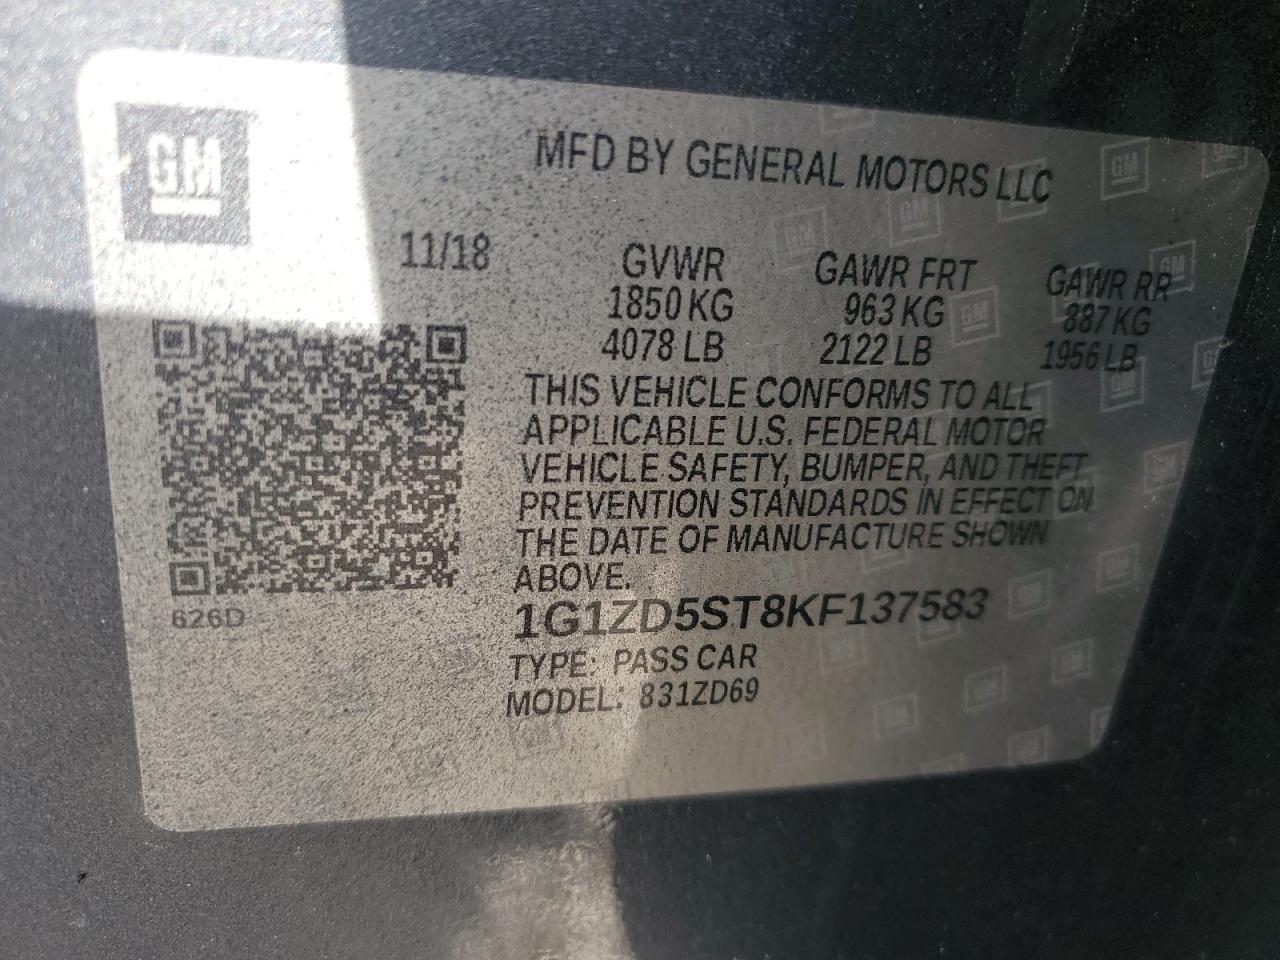 GM
MFD BY GENERAL MOTORS LLC
11/18
GVWR GAWR FRT GAWR RR
1850 KG 963 KG 887 KG
4078 LB 2122 LB 1956 LB
THIS VEHICLE CONFORMS TO ALL
APPLICABLE U.S. FEDERAL MOTOR
VEHICLE SAFETY, BUMPER, AND THEFT
PREVENTION STANDARDS IN EFFECT ON
THE DATE OF MANUFACTURE SHOWN
ABOVE.
626D
1G1ZD5ST8KF137583
TYPE: PASS CAR
MODEL: 831ZD69